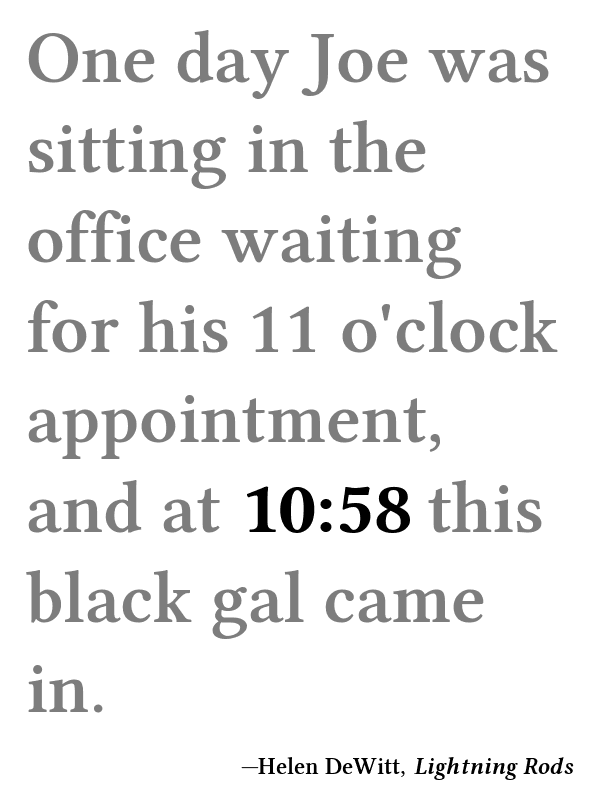 One day Joe was
sitting in the
office waiting
for his 11 o'clock
appointment,
and at 10:58 this
black gal came
in.
—Helen DeWitt, Lightning Rods